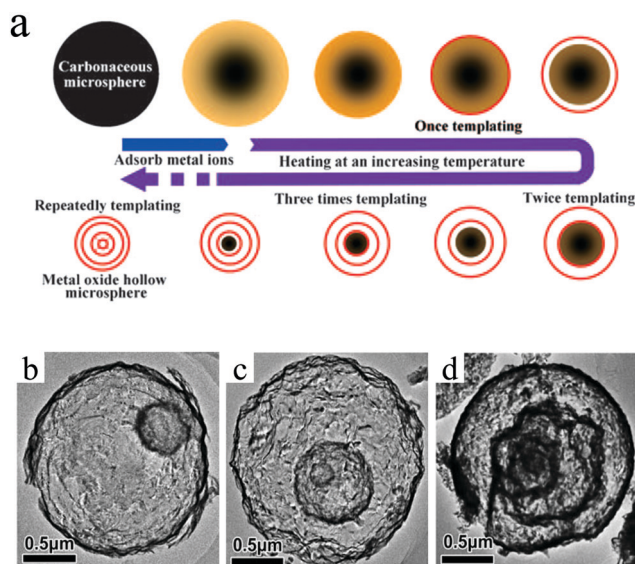 a
Carbonaceous
microsphere
Once templating
Adsorb metal ions
Heating at an increasing temperature
Repeatedly templating
Three times templating
Twice templating
Metal oxide hollow
microsphere
b
c
d
0.5μm
0.5μm
0.5μm